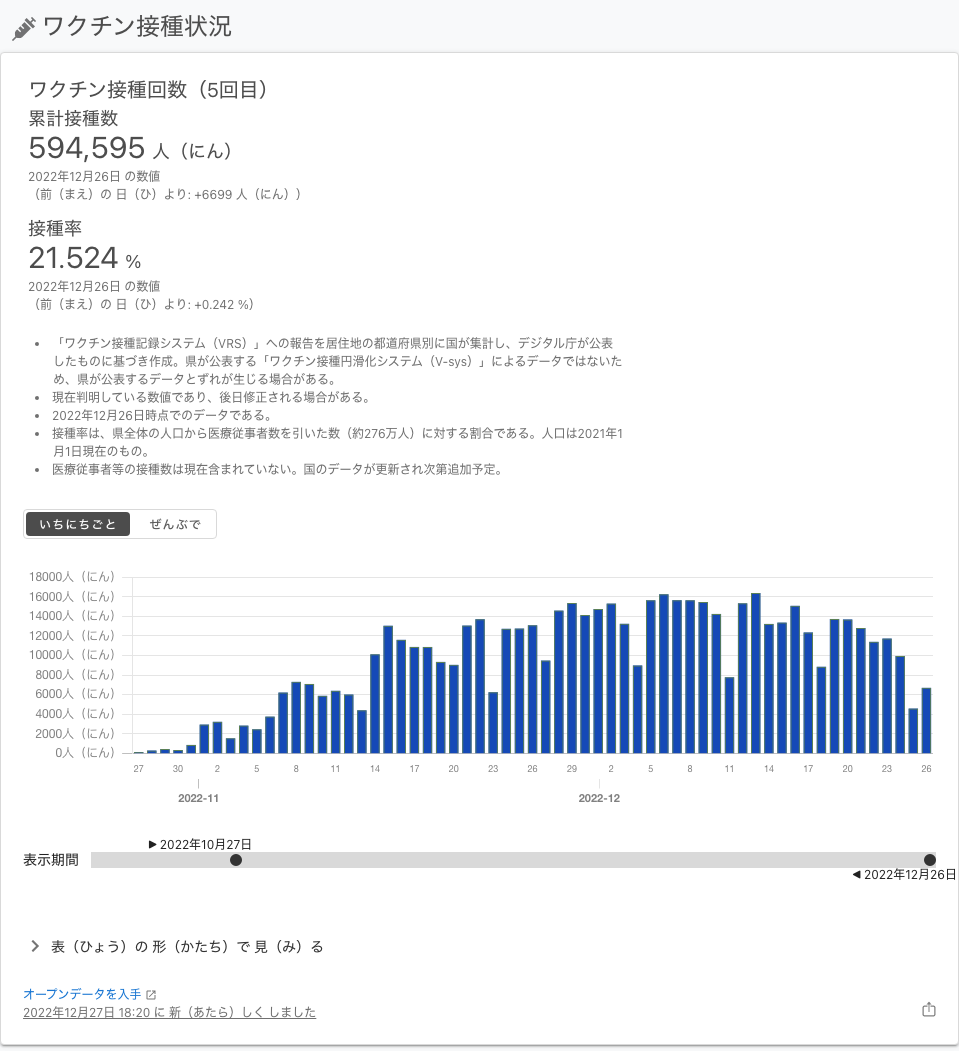 ワクチン接種状況
ワクチン接種回数（5回目）
累計接種数
594,595 人（にん）
2022年12月26日 の数値
（前（まえ）の 日（ひ）より: +6699 人（にん））
接種率
21.524 %
2022年12月26日 の数値
（前（まえ）の 日（ひ）より: +0.242 %）
• 「ワクチン接種記録システム（VRS）」への報告を居住地の都道府県別に国が集計し、デジタル庁が公表
したものに基づき作成。県が公表する「ワクチン接種円滑化システム（V-sys）」によるデータではないた
め、県が公表するデータとずれが生じる場合がある。
• 現在判明している数値であり、後日修正される場合がある。
• 2022年12月26日時点でのデータである。
• 接種率は、県全体の人口から医療従事者数を引いた数（約276万人）に対する割合である。人口は2021年1
月1日現在のもの。
• 医療従事者等の接種数は現在含まれていない。国のデータが更新され次第追加予定。
いちにちごと ぜんぶで
18000人（にん）
16000人（にん）
14000人（にん）
12000人（にん）
10000人（にん）
8000人（にん）
6000人（にん）
4000人（にん）
2000人（にん）
0人（にん）
27 30 2 5 8 11 14 17 20 23 26 29 2 5 8 11 14 17 20 23 26
2022-11 2022-12
▶ 2022年10月27日
表示期間
◀ 2022年12月26日
表（ひょう）の 形（かたち）で 見（み）る
オープンデータを入手
2022年12月27日 18:20 に 新（あたら）しく しました